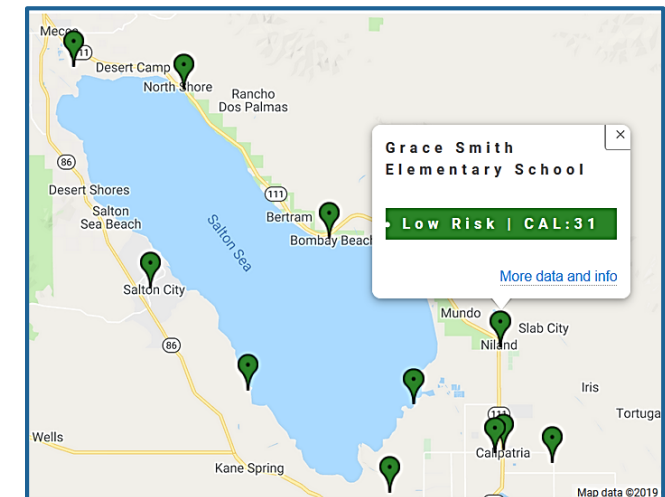 Mecca
111
Desert Camp
North Shore
Rancho
Dos Palmas
Grace Smith
Elementary School
×
Low Risk | CAL:31
More data and info
86
Desert Shores
Salton
Sea Beach
111
Bertram
Bombay Beach
Salton Sea
Salton City
Mundo
Slab City
Niland
86
Iris
111
Tortuga
Calipatria
Wells
Kane Spring
Map data ©2019